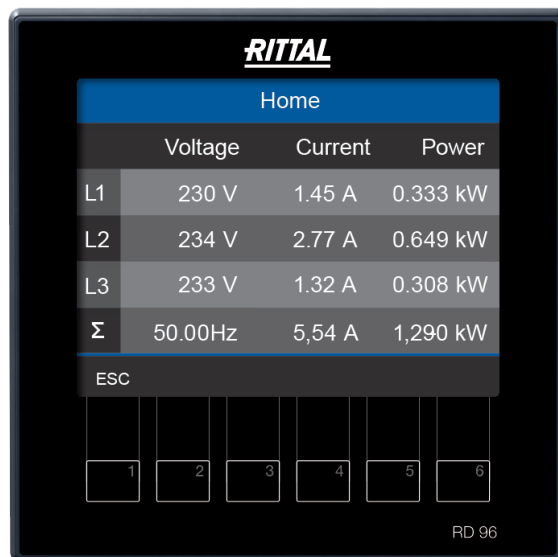 RITTAL
Home
Voltage Current Power
L1 230 V 1.45 A 0.333 kW
L2 234 V 2.77 A 0.649 kW
L3 233 V 1.32 A 0.308 kW
Σ 50.00Hz 5,54 A 1,290 kW
ESC
1 2 3 4 5 6
RD 96